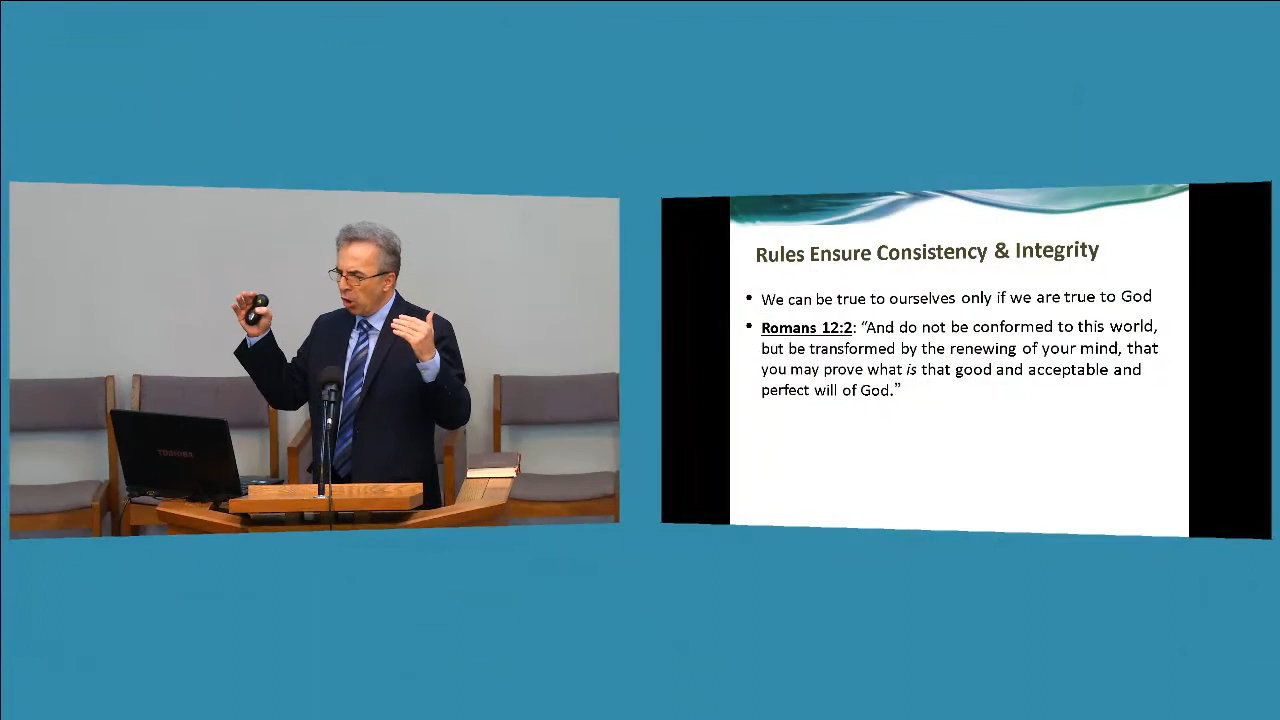 TOSHIBA
Rules Ensure Consistency & Integrity
• We can be true to ourselves only if we are true to God
• Romans 12:2: “And do not be conformed to this world,
but be transformed by the renewing of your mind, that
you may prove what is that good and acceptable and
perfect will of God.”